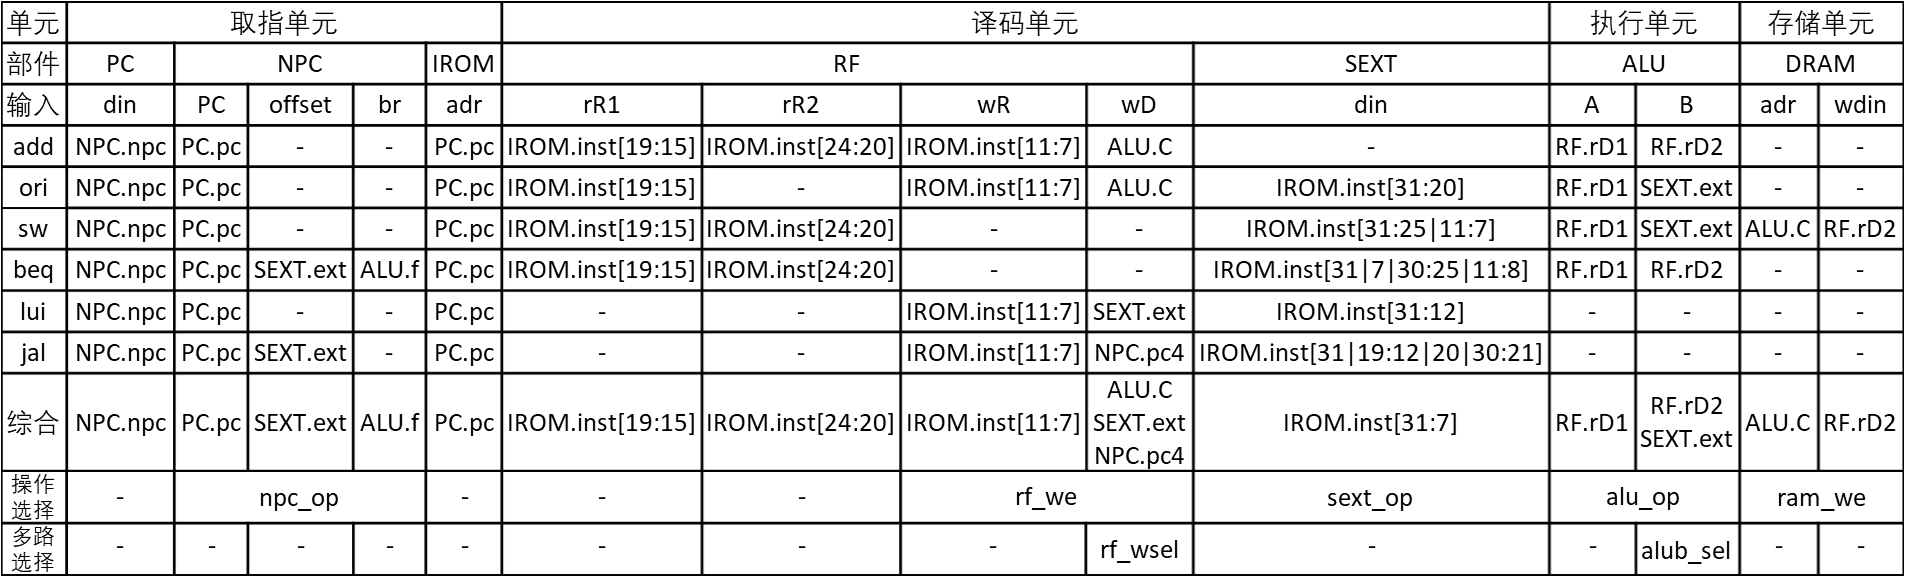 单元 取指单元 译码单元 执行单元 存储单元
部件 PC NPC IROM RF SEXT ALU DRAM
输入 din PC offset br adr rR1 rR2 wR wD din A B adr wdin
add NPC.npc PC.pc - - PC.pc IROM.inst[19:15] IROM.inst[24:20] IROM.inst[11:7] ALU.C - RF.rD1 RF.rD2 - -
ori NPC.npc PC.pc - - PC.pc IROM.inst[19:15] - IROM.inst[11:7] ALU.C IROM.inst[31:20] RF.rD1 SEXT.ext - -
sw NPC.npc PC.pc - - PC.pc IROM.inst[19:15] IROM.inst[24:20] - - IROM.inst[31:25|11:7] RF.rD1 SEXT.ext ALU.C RF.rD2
beq NPC.npc PC.pc SEXT.ext ALU.f PC.pc IROM.inst[19:15] IROM.inst[24:20] - - IROM.inst[31|7|30:25|11:8] RF.rD1 RF.rD2 - -
lui NPC.npc PC.pc - - PC.pc - - IROM.inst[11:7] SEXT.ext IROM.inst[31:12] - - - -
jal NPC.npc PC.pc SEXT.ext - PC.pc - - IROM.inst[11:7] NPC.pc4 IROM.inst[31|19:12|20|30:21] - - - -
综合 NPC.npc PC.pc SEXT.ext ALU.f PC.pc IROM.inst[19:15] IROM.inst[24:20] IROM.inst[11:7] ALU.C
SEXT.ext
NPC.pc4 IROM.inst[31:7] RF.rD1 RF.rD2
SEXT.ext ALU.C RF.rD2
操作
选择 - npc_op - - - rf_we sext_op alu_op ram_we
多路
选择 - - - - - - - - rf_wsel - - alub_sel - -